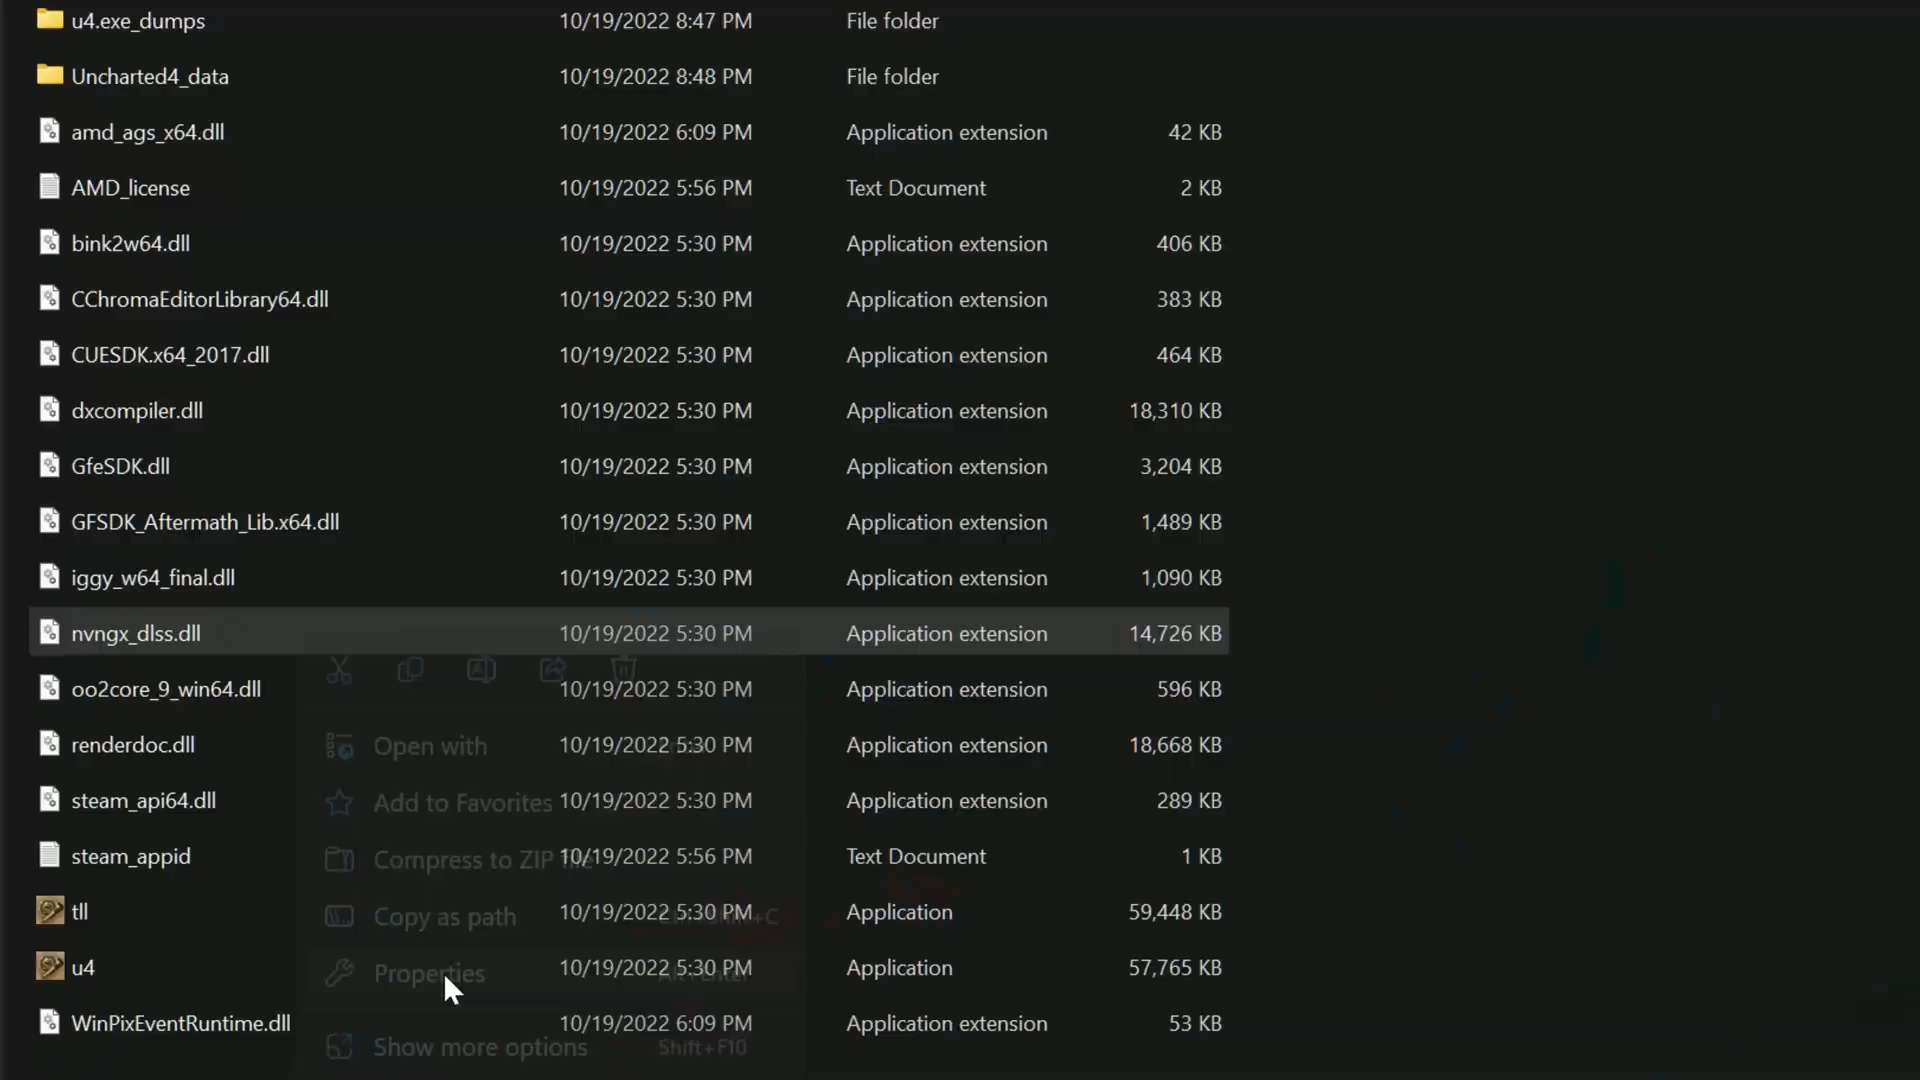 u4.exe_dumps 10/19/2022 8:47 PM File folder
Uncharted4_data 10/19/2022 8:48 PM File folder
amd_ags_x64.dll 10/19/2022 6:09 PM Application extension 42 KB
AMD_license 10/19/2022 5:56 PM Text Document 2 KB
bink2w64.dll 10/19/2022 5:30 PM Application extension 406 KB
CChromaEditorLibrary64.dll 10/19/2022 5:30 PM Application extension 383 KB
CUESDK.x64_2017.dll 10/19/2022 5:30 PM Application extension 464 KB
dxcompiler.dll 10/19/2022 5:30 PM Application extension 18,310 KB
GfeSDK.dll 10/19/2022 5:30 PM Application extension 3,204 KB
GFSDK_Aftermath_Lib.x64.dll 10/19/2022 5:30 PM Application extension 1,489 KB
iggy_w64_final.dll 10/19/2022 5:30 PM Application extension 1,090 KB
nvngx_dlss.dll 10/19/2022 5:30 PM Application extension 14,726 KB
oo2core_9_win64.dll 10/19/2022 5:30 PM Application extension 596 KB
renderdoc.dll 10/19/2022 5:30 PM Application extension 18,668 KB
Open with
steam_api64.dll 10/19/2022 5:30 PM Application extension 289 KB
Add to Favorites
steam_appid 10/19/2022 5:56 PM Text Document 1 KB
Compress to ZIP file
tll 10/19/2022 5:30 PM Application 59,448 KB
Copy as path
u4 10/19/2022 5:30 PM Application 57,765 KB
Properties
WinPixEventRuntime.dll 10/19/2022 6:09 PM Application extension 53 KB
Show more options Shift+F10